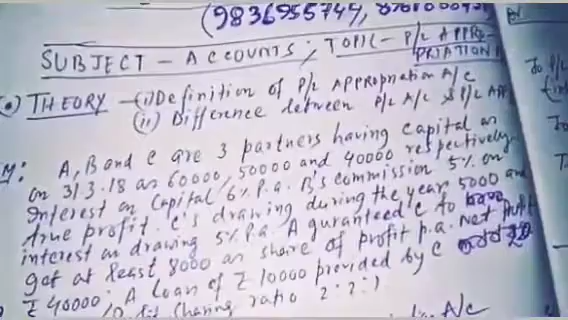 (9836955744,
SUBJECT - ACCOUNTS; TOPIC - P/L APPRO-
PRIATION
THEORY - (i) Definition of P/L APPROPRIATION A/C
(ii) Difference between P/L A/C & P/L APP
A, B and C are 3 partners having capital as
on 31.3.18 as 60000, 50000 and 40000 respectively
Interest on Capital 6% P.a. B's commission 5% on
true profit. C's drawing during the year 5000 and
interest on drawing 5% P.a. A guranteed C to
get at least 8000 as share of profit p.a. Net Profit
₹ 40000. A loan of ₹ 10000 provided by C
sharing ratio 2:2:1
A/C